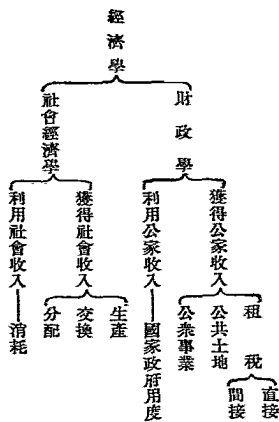 經濟學
財政學
社會經濟學
獲得公家收入
利用公家收入
獲得社會收入
利用社會收入
租稅
公共土地
公衆事業
國家政府用度
生產
交換
分配
消耗
直接
間接